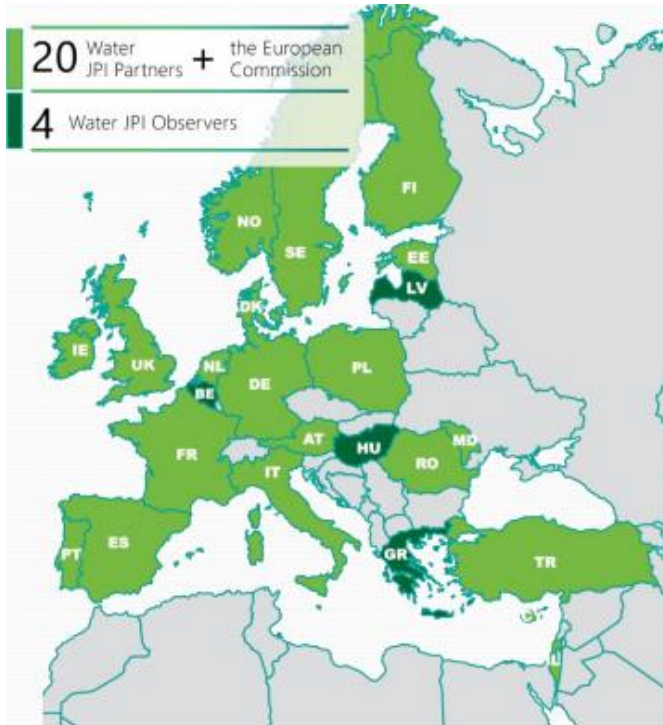 20 Water JPI Partners + the European Commission
4 Water JPI Observers
FI
NO
SE
EE
LV
DK
IE
UK
NL
BE
DE
PL
FR
AT
HU
MD
RO
IT
PT
ES
GR
TR